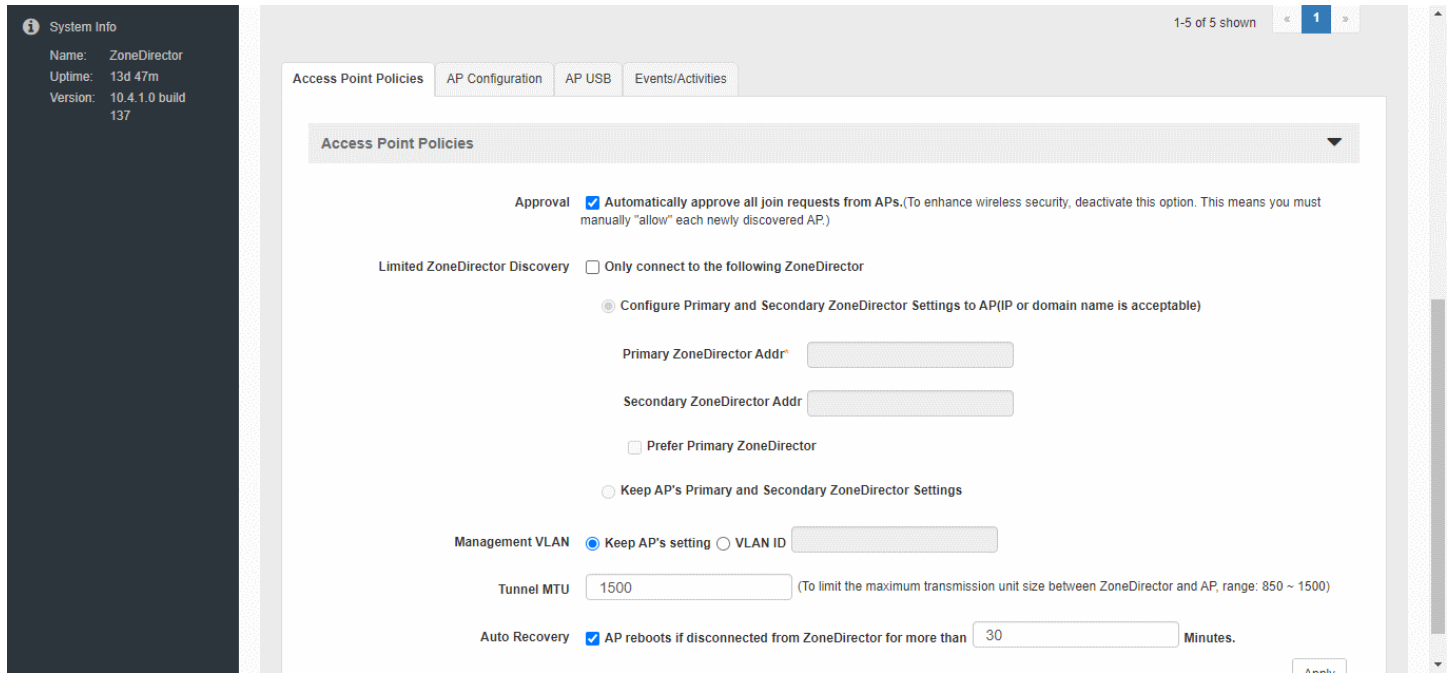 System Info
Name: ZoneDirector
Uptime: 13d 47m
Version: 10.4.1.0 build
137
1-5 of 5 shown « 1 »
Access Point Policies AP Configuration AP USB Events/Activities
Access Point Policies
Approval Automatically approve all join requests from APs.(To enhance wireless security, deactivate this option. This means you must
manually "allow" each newly discovered AP.)
Limited ZoneDirector Discovery Only connect to the following ZoneDirector
Configure Primary and Secondary ZoneDirector Settings to AP(IP or domain name is acceptable)
Primary ZoneDirector Addr*
Secondary ZoneDirector Addr
Prefer Primary ZoneDirector
Keep AP's Primary and Secondary ZoneDirector Settings
Management VLAN Keep AP's setting VLAN ID
Tunnel MTU 1500 (To limit the maximum transmission unit size between ZoneDirector and AP, range: 850 ~ 1500)
Auto Recovery AP reboots if disconnected from ZoneDirector for more than 30 Minutes.
Apply